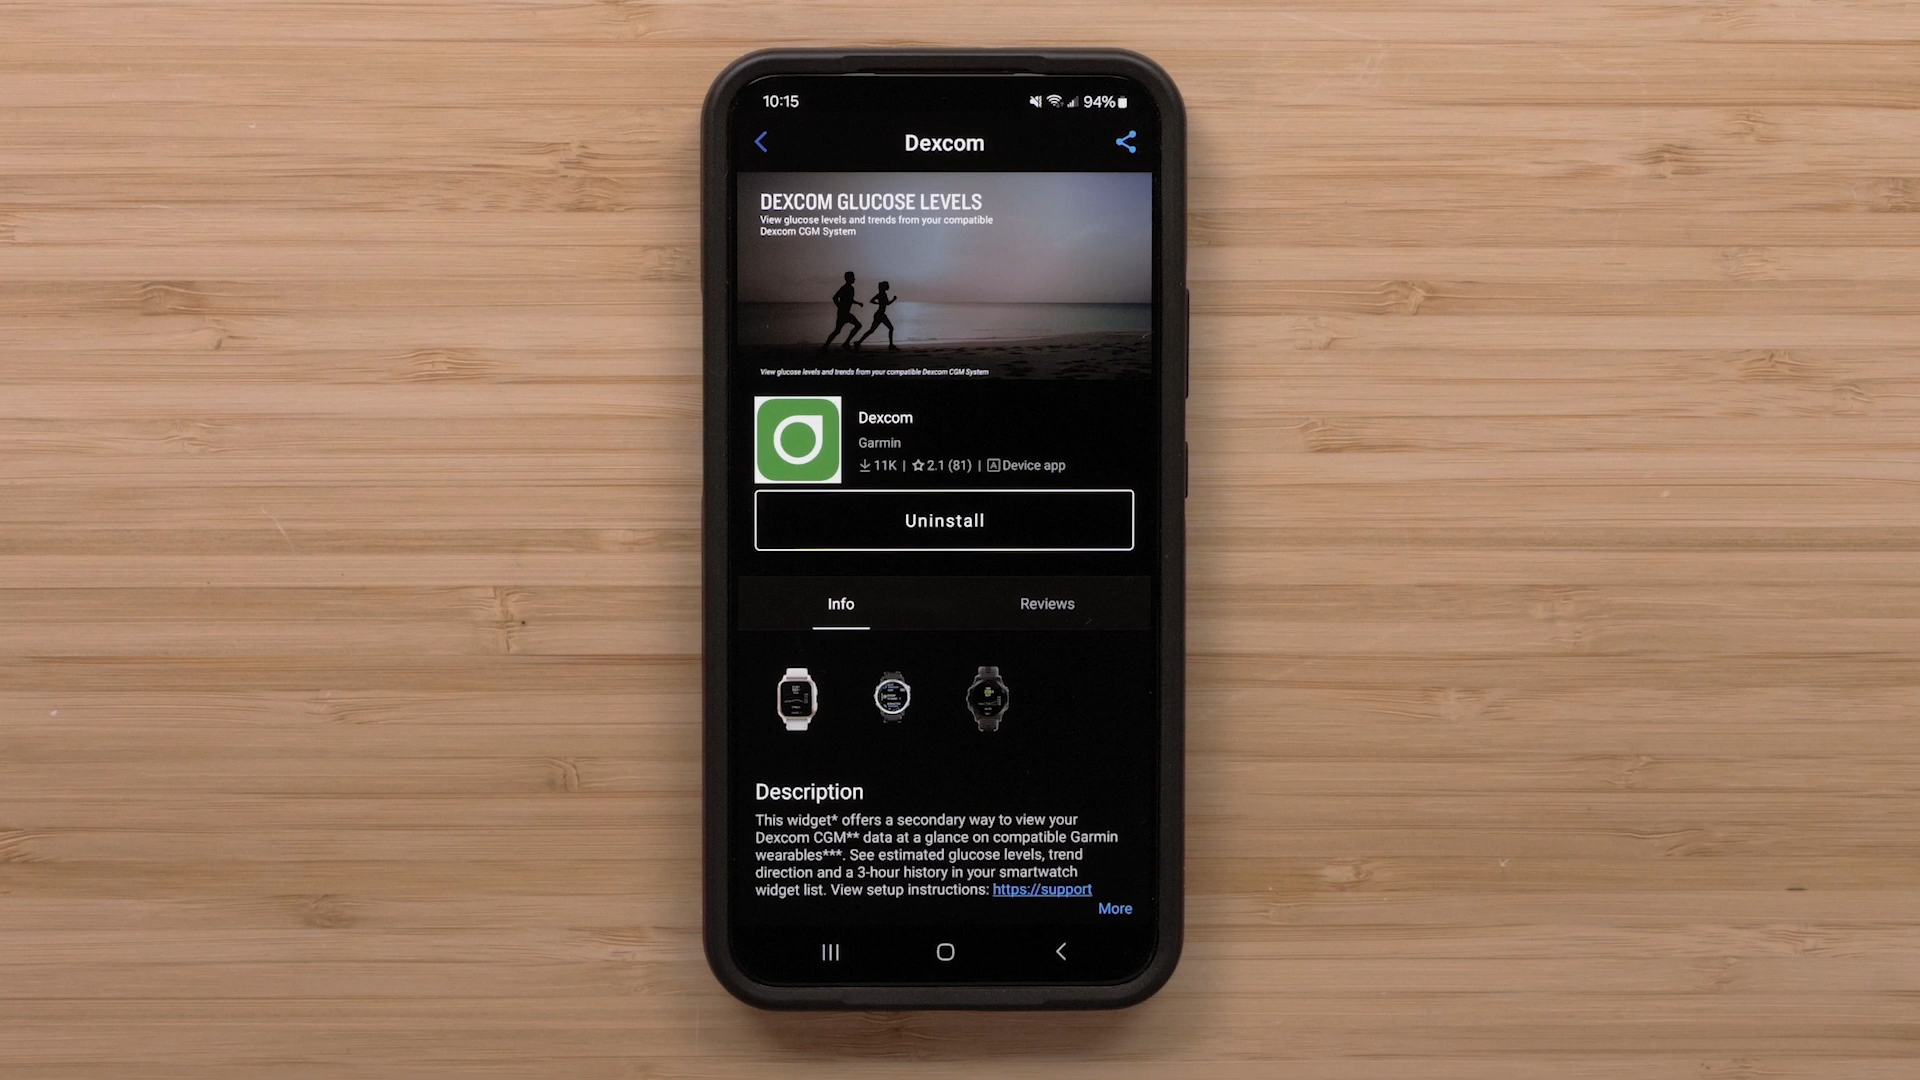 10:15
94%
Dexcom
DEXCOM GLUCOSE LEVELS
View glucose levels and trends from your compatible
Dexcom CGM System
View glucose levels and trends from your compatible Dexcom CGM System
Dexcom
Garmin
11K | 2.1 (81) | Device app
Uninstall
Info
Reviews
Description
This widget* offers a secondary way to view your
Dexcom CGM** data at a glance on compatible Garmin
wearables***. See estimated glucose levels, trend
direction and a 3-hour history in your smartwatch
widget list. View setup instructions: https://support
More